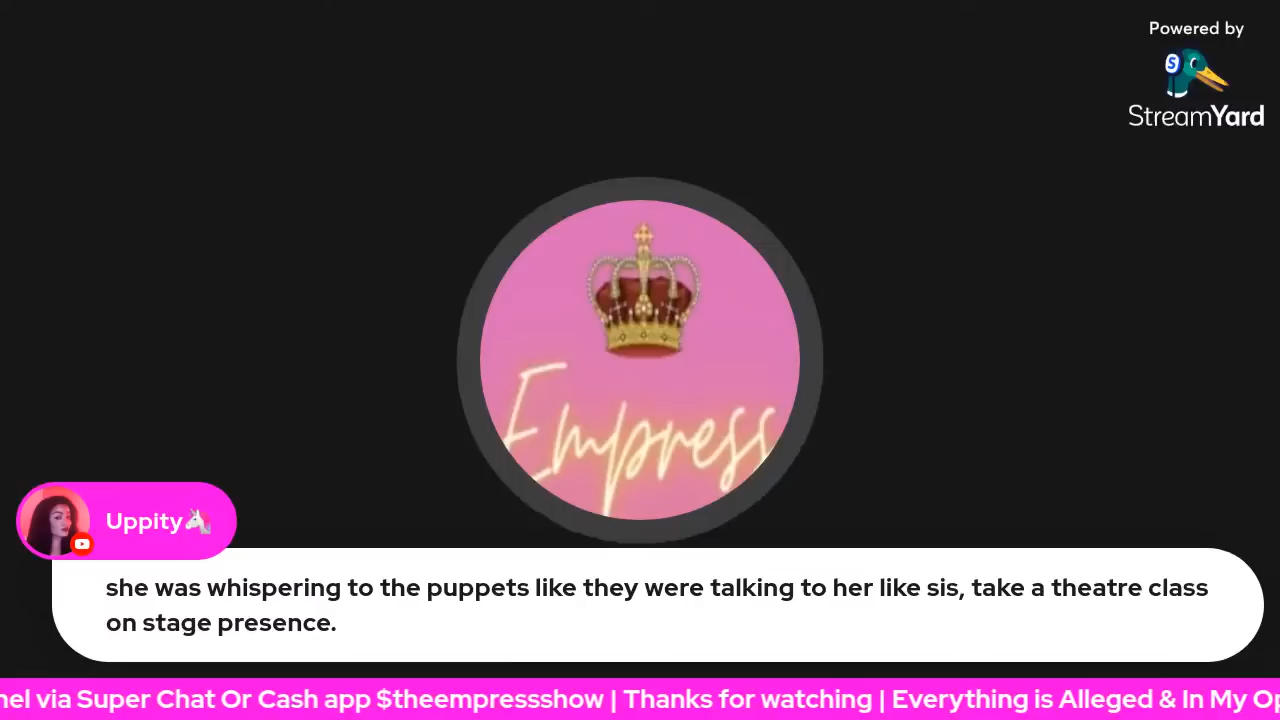 Powered by
StreamYard
Empress
Uppity
she was whispering to the puppets like they were talking to her like sis, take a theatre class
on stage presence.
nel via Super Chat Or Cash app $theempressshow | Thanks for watching | Everything is Alleged & In My Op